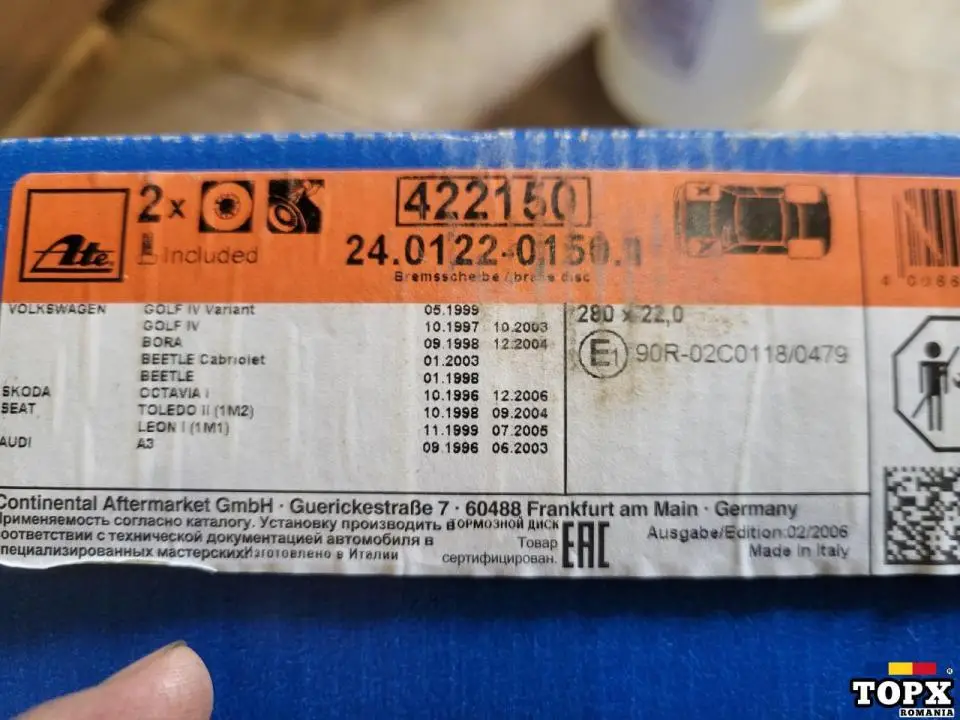 Ate
2x
Included
422150
24.0122-0150.1
Bremsscheibe / brake disc
VOLKSWAGEN GOLF IV Variant 05.1999
GOLF IV 10.1997 10.2003
BORA 09.1998 12.2004
BEETLE Cabriolet 01.2003
BEETLE 01.1998
SKODA OCTAVIA I 10.1996 12.2006
SEAT TOLEDO II (1M2) 10.1998 09.2004
LEON I (1M1) 11.1999 07.2005
AUDI A3 09.1996 06.2003
280 x 22,0
E1 90R-02C0118/0479
Continental Aftermarket GmbH · Guerickestraße 7 · 60488 Frankfurt am Main · Germany
Применяемость согласно каталогу. Установку производить в
соответствии с технической документацией автомобиля в
специализированных мастерских Изготовлено в Италии
ТОРМОЗНОЙ ДИСК
Товар
сертифицирован.
EAC
Ausgabe/Edition:02/2006
Made in Italy
4 0066
TOPX
ROMANIA